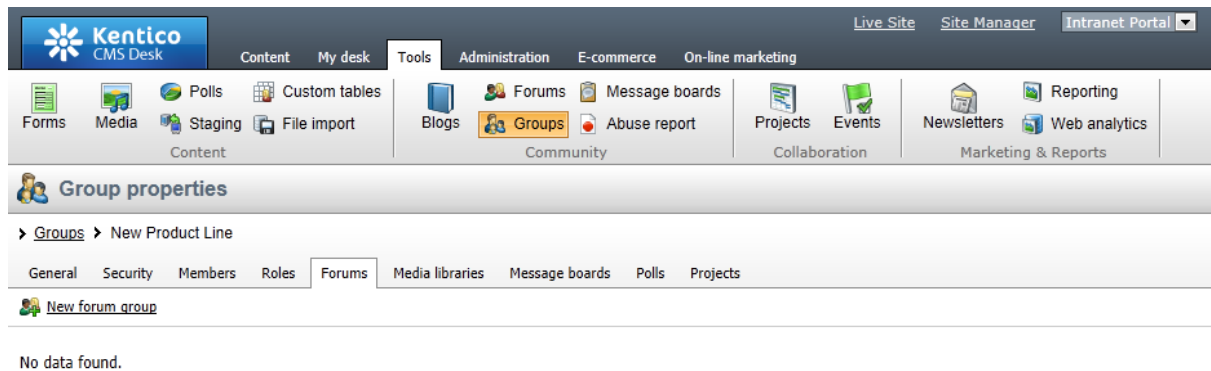 Live Site Site Manager Intranet Portal
Kentico
CMS Desk
Content My desk Tools Administration E-commerce On-line marketing
Polls Custom tables Forums Message boards Reporting
Forms Media Staging File import Blogs Groups Abuse report Projects Events Newsletters Web analytics
Content Community Collaboration Marketing & Reports
Group properties
Groups New Product Line
General Security Members Roles Forums Media libraries Message boards Polls Projects
New forum group
No data found.